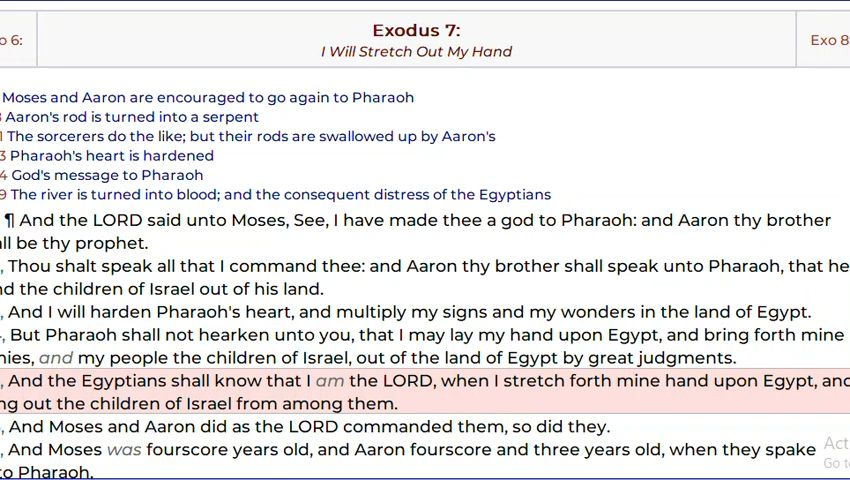 o 6:
Exodus 7:
I Will Stretch Out My Hand
Exo 8
Moses and Aaron are encouraged to go again to Pharaoh
Aaron's rod is turned into a serpent
1 The sorcerers do the like; but their rods are swallowed up by Aaron's
3 Pharaoh's heart is hardened
4 God's message to Pharaoh
9 The river is turned into blood; and the consequent distress of the Egyptians
¶ And the LORD said unto Moses, See, I have made thee a god to Pharaoh: and Aaron thy brother
ll be thy prophet.
, Thou shalt speak all that I command thee: and Aaron thy brother shall speak unto Pharaoh, that he
nd the children of Israel out of his land.
, And I will harden Pharaoh's heart, and multiply my signs and my wonders in the land of Egypt.
, But Pharaoh shall not hearken unto you, that I may lay my hand upon Egypt, and bring forth mine
nies, and my people the children of Israel, out of the land of Egypt by great judgments.
, And the Egyptians shall know that I am the LORD, when I stretch forth mine hand upon Egypt, and
ng out the children of Israel from among them.
, And Moses and Aaron did as the LORD commanded them, so did they.
, And Moses was fourscore years old, and Aaron fourscore and three years old, when they spake
to Pharaoh.
Act
Go to